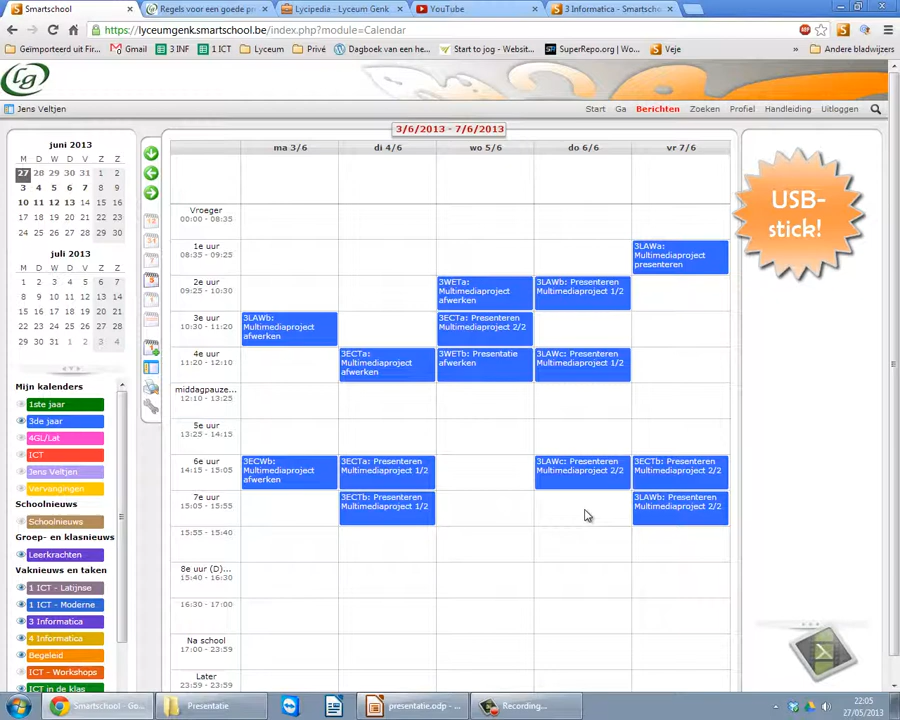 Smartschool
Regels voor een goede pr
Lycipedia - Lyceum Genk
YouTube
3 Informatica - Smartscho
https://lyceumgenk.smartschool.be/index.php?module=Calendar
Geïmporteerd uit Fir
Gmail
3 INF
1 ICT
Lyceum
Privé
Dagboek van een he...
Start to jog - Websit...
SuperRepo.org | Wo...
Veje
»
Andere bladwijzers
lg
Jens Veltjen
Start
Ga
Berichten
Zoeken
Profiel
Handleiding
Uitloggen
juni 2013
M D W D V Z Z
27 28 29 30 31 1 2
3 4 5 6 7 8 9
10 11 12 13 14 15 16
17 18 19 20 21 22 23
24 25 26 27 28 29 30
juli 2013
M D W D V Z Z
1 2 3 4 5 6 7
8 9 10 11 12 13 14
15 16 17 18 19 20 21
22 23 24 25 26 27 28
29 30 31 1 2 3 4
Mijn kalenders
1ste jaar
3de jaar
4GL/Lat
ICT
Jens Veltjen
Vervangingen
Schoolnieuws
Schoolnieuws
Groep- en klasnieuws
Leerkrachten
Vaknieuws en taken
1 ICT - Latijnse
1 ICT - Moderne
3 Informatica
4 Informatica
Begeleid
ICT - Workshops
ICT in de klas
3/6/2013 - 7/6/2013
ma 3/6 di 4/6 wo 5/6 do 6/6 vr 7/6
Vroeger
00:00 - 08:35
1e uur
08:35 - 09:25
3LAWa:
Multimediaproject
presenteren
2e uur
09:25 - 10:30
3WETa:
Multimediaproject
afwerken
3LAWb: Presenteren
Multimediaproject 1/2
3e uur
10:30 - 11:20
3LAWb:
Multimediaproject
afwerken
3ECTa: Presenteren
Multimediaproject 2/2
4e uur
11:20 - 12:10
3ECTa:
Multimediaproject
afwerken
3WETb: Presentatie
afwerken
3LAWc: Presenteren
Multimediaproject 1/2
middagpauze...
12:10 - 13:25
5e uur
13:25 - 14:15
6e uur
14:15 - 15:05
3ECWb:
Multimediaproject
afwerken
3ECTa: Presenteren
Multimediaproject 1/2
3LAWc: Presenteren
Multimediaproject 2/2
3ECTb: Presenteren
Multimediaproject 2/2
7e uur
15:05 - 15:55
3ECTb: Presenteren
Multimediaproject 1/2
3LAWb: Presenteren
Multimediaproject 2/2
15:55 - 15:40
8e uur (D)...
15:40 - 16:30
16:30 - 17:00
Na school
17:00 - 23:59
Later
23:59 - 23:59
USB-
stick!
Smartschool - Go...
Presentatie
presentatie.odp - ...
Recording...
22:05
27/05/2013